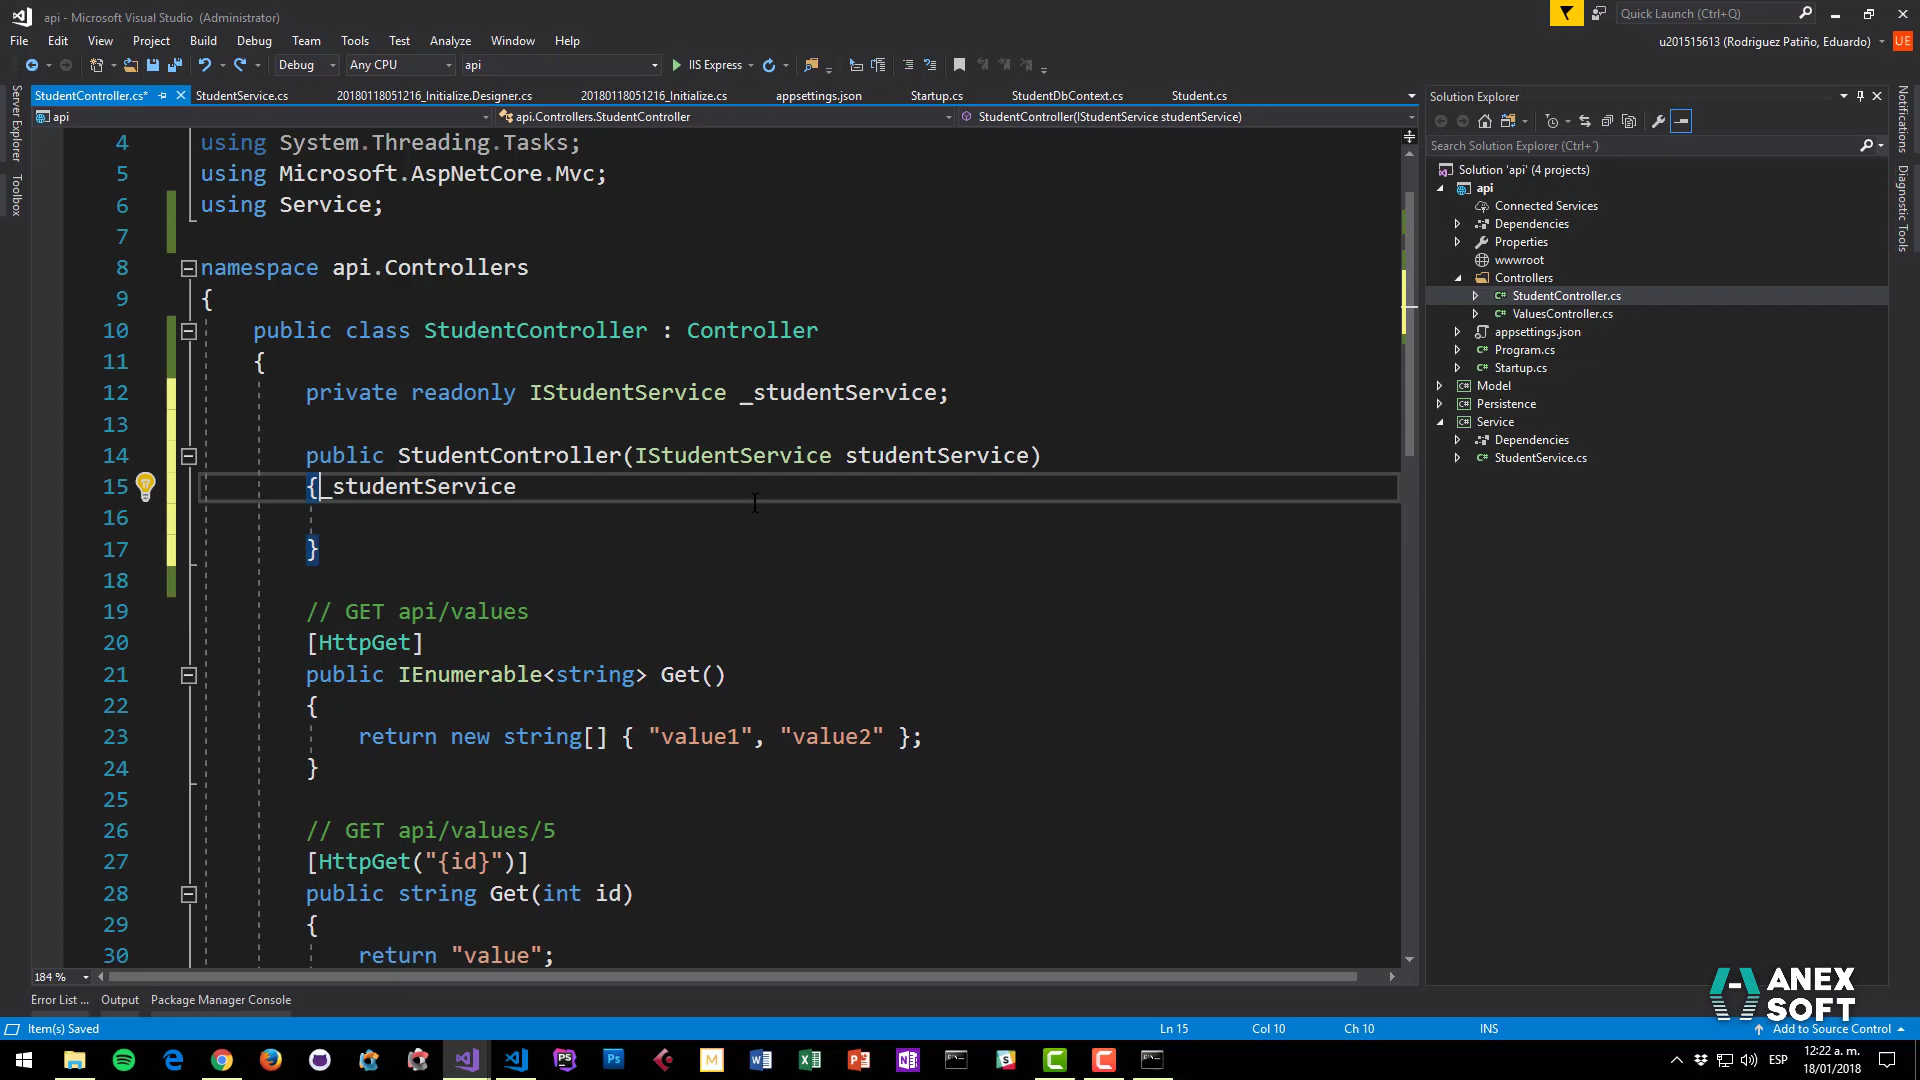 api - Microsoft Visual Studio (Administrator)
Quick Launch (Ctrl+Q)
File Edit View Project Build Debug Team Tools Test Analyze Window Help
u201515613 (Rodriguez Patiño, Eduardo)
UE
Debug Any CPU api IIS Express
Server Explorer
Toolbox
StudentController.cs* StudentService.cs 20180118051216_Initialize.Designer.cs 20180118051216_Initialize.cs appsettings.json Startup.cs StudentDbContext.cs Student.cs
api api.Controllers.StudentController StudentController(IStudentService studentService)
4 using System.Threading.Tasks;
5 using Microsoft.AspNetCore.Mvc;
6 using Service;
7
8 namespace api.Controllers
9 {
10 public class StudentController : Controller
11 {
12 private readonly IStudentService _studentService;
13
14 public StudentController(IStudentService studentService)
15 {_studentService
16
17 }
18
19 // GET api/values
20 [HttpGet]
21 public IEnumerable<string> Get()
22 {
23 return new string[] { "value1", "value2" };
24 }
25
26 // GET api/values/5
27 [HttpGet("{id}")]
28 public string Get(int id)
29 {
30 return "value";
184 %
Solution Explorer
Search Solution Explorer (Ctrl+´)
Solution 'api' (4 projects)
api
Connected Services
Dependencies
Properties
wwwroot
Controllers
C# StudentController.cs
C# ValuesController.cs
appsettings.json
C# Program.cs
C# Startup.cs
C# Model
C# Persistence
C# Service
Dependencies
C# StudentService.cs
Notifications
Diagnostic Tools
ANEX
SOFT
Error List ... Output Package Manager Console
Item(s) Saved Ln 15 Col 10 Ch 10 INS Add to Source Control
ESP
12:22 a. m.
18/01/2018